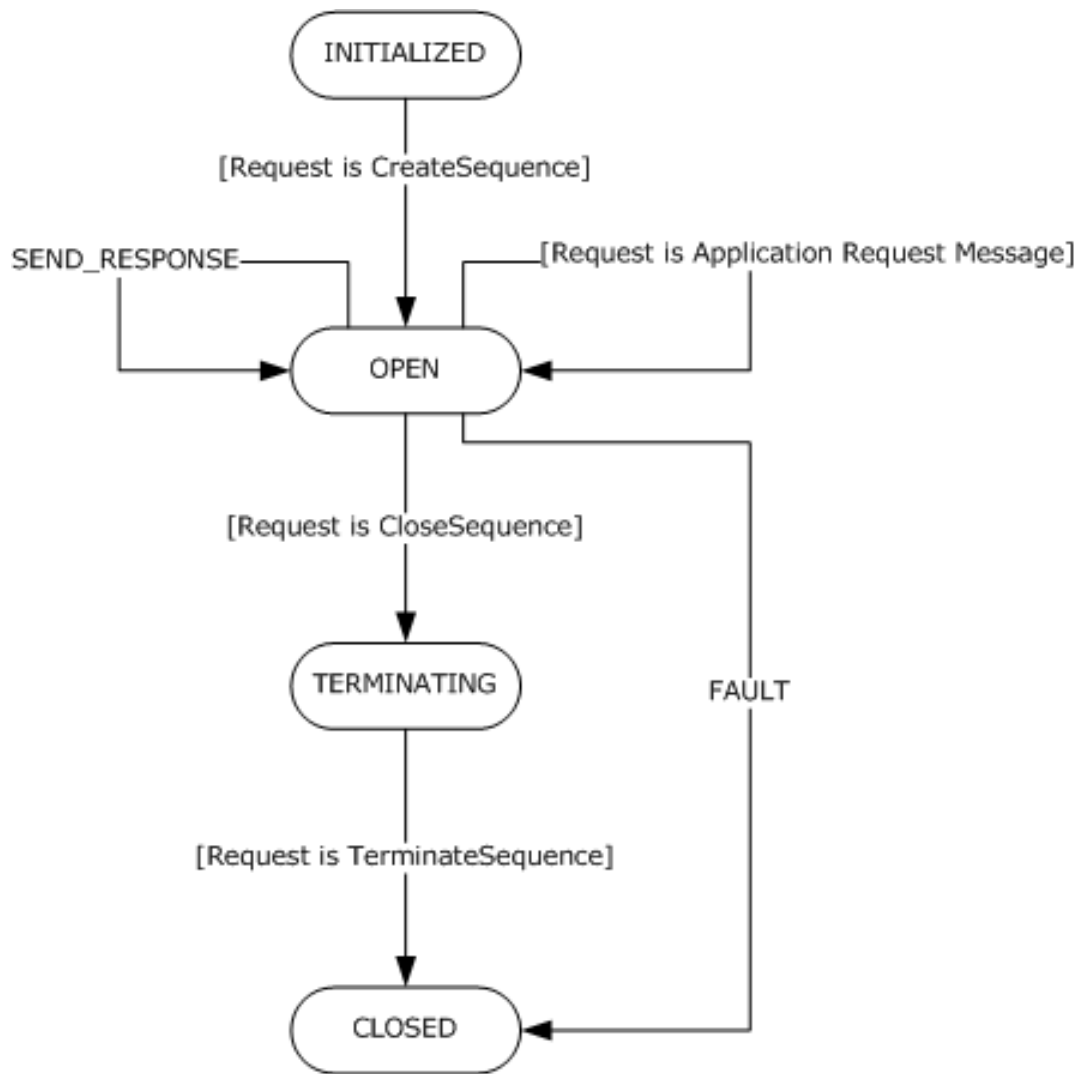 INITIALIZED
[Request is CreateSequence]
SEND_RESPONSE
[Request is Application Request Message]
OPEN
[Request is CloseSequence]
TERMINATING
FAULT
[Request is TerminateSequence]
CLOSED